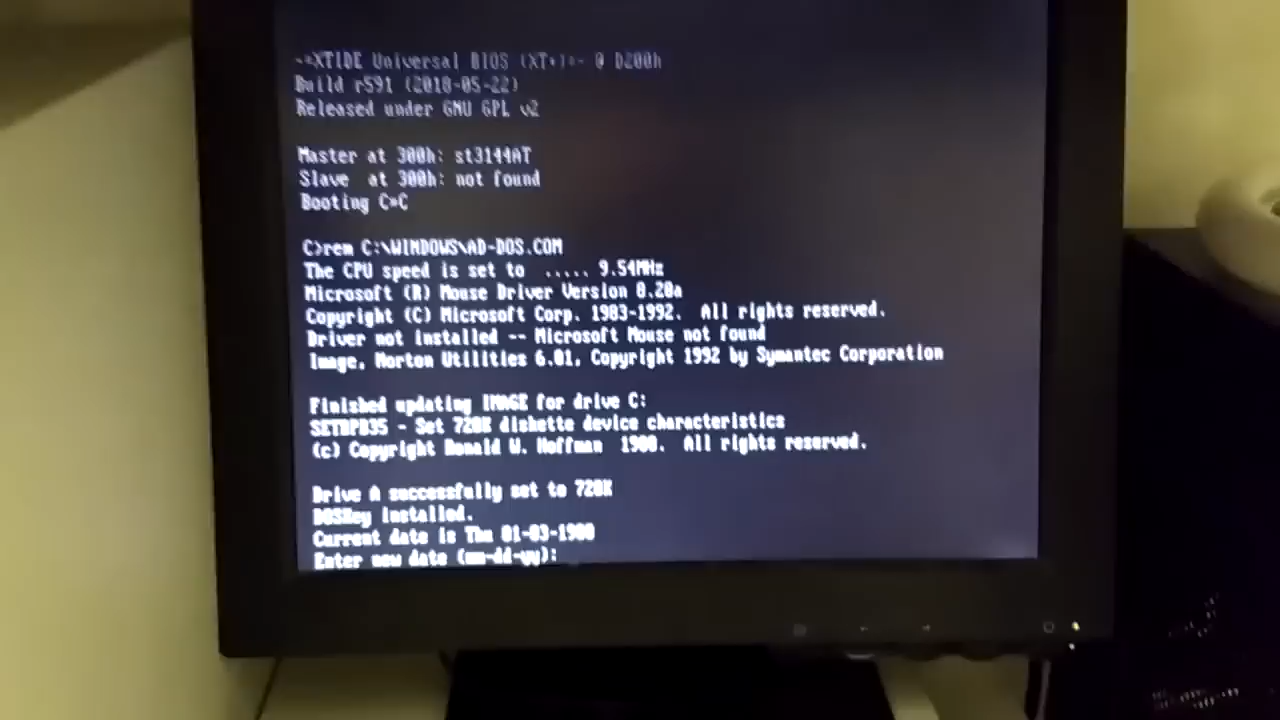 -=XTIDE Universal BIOS (XT+)=- @ D200h
Build r591 (2018-05-22)
Released under GNU GPL v2
Master at 300h: st3144AT
Slave at 300h: not found
Booting C»C
C>rem C:\WINDOWS\AD-DOS.COM
The CPU speed is set to ..... 9.54MHz
Microsoft (R) Mouse Driver Version 8.20a
Copyright (C) Microsoft Corp. 1983-1992. All rights reserved.
Driver not installed -- Microsoft Mouse not found
Image, Norton Utilities 6.01, Copyright 1992 by Symantec Corporation
Finished updating IMAGE for drive C:
SETBPB35 - Set 720K diskette device characteristics
(c) Copyright Donald W. Hoffman 1988. All rights reserved.
Drive A successfully set to 720K
DOSKey installed.
Current date is Thu 01-03-1980
Enter new date (mm-dd-yy):